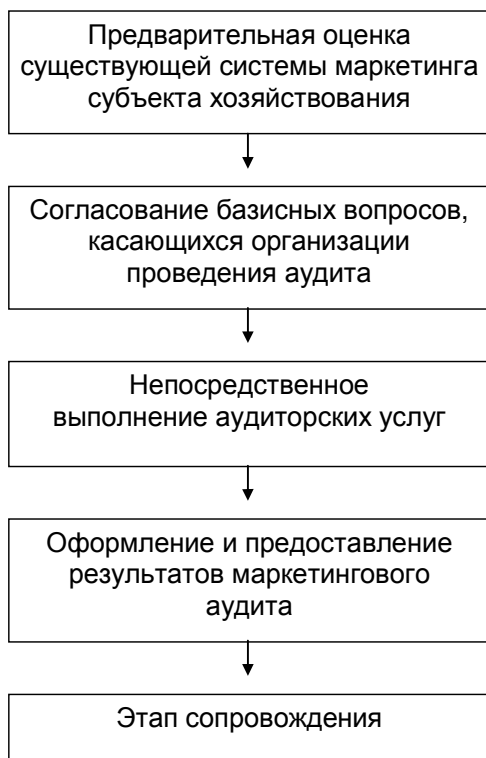 Предварительная оценка
существующей системы маркетинга
субъекта хозяйствования
Согласование базисных вопросов,
касающихся организации
проведения аудита
Непосредственное
выполнение аудиторских услуг
Оформление и предоставление
результатов маркетингового
аудита
Этап сопровождения